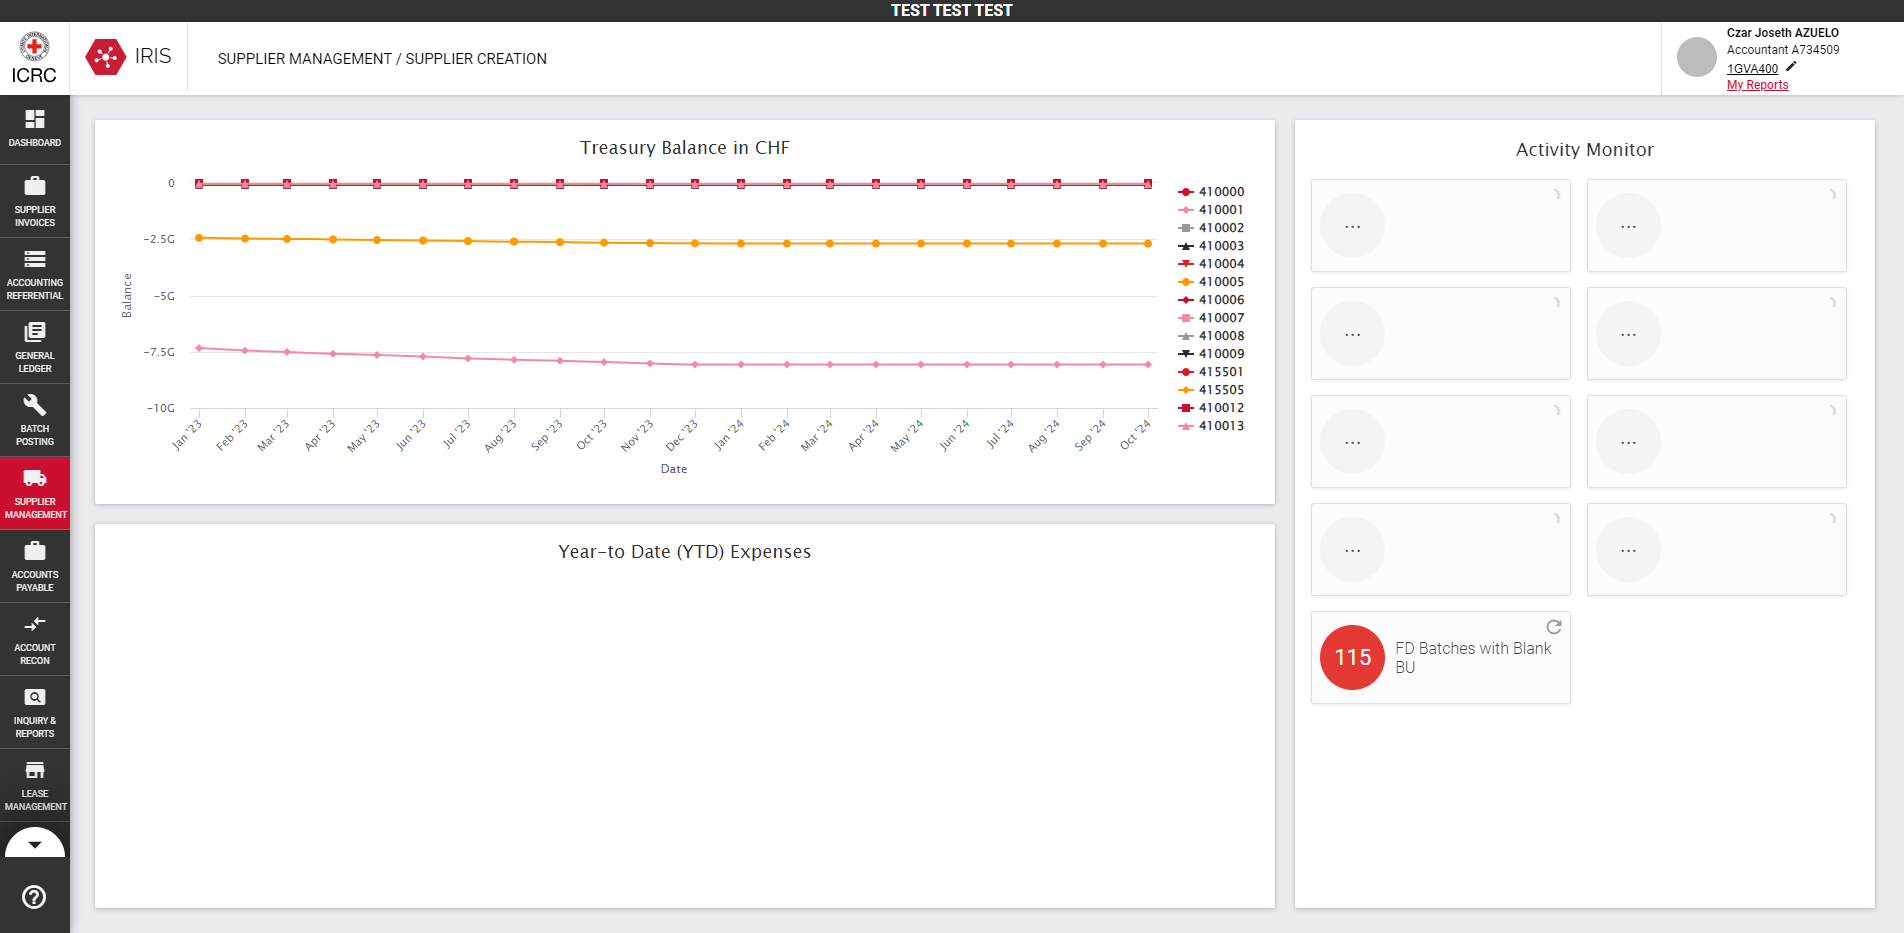 TEST TEST TEST
ICRC
IRIS
SUPPLIER MANAGEMENT / SUPPLIER CREATION
Czar Joseth AZUELO
Accountant A734509
1GVA400
My Reports
DASHBOARD
SUPPLIER
INVOICES
ACCOUNTING
REFERENTIAL
GENERAL
LEDGER
BATCH
POSTING
SUPPLIER
MANAGEMENT
ACCOUNTS
PAYABLE
ACCOUNT
RECON
INQUIRY &
REPORTS
LEASE
MANAGEMENT
Treasury Balance in CHF
Balance
0
-2.5G
-5G
-7.5G
-10G
Jan '23
Feb '23
Mar '23
Apr '23
May '23
Jun '23
Jul '23
Aug '23
Sep '23
Oct '23
Nov '23
Dec '23
Jan '24
Feb '24
Mar '24
Apr '24
May '24
Jun '24
Jul '24
Aug '24
Sep '24
Oct '24
Date
410000
410001
410002
410003
410004
410005
410006
410007
410008
410009
415501
415505
410012
410013
Year-to Date (YTD) Expenses
Activity Monitor
...
...
...
...
...
...
...
...
115
FD Batches with Blank
BU